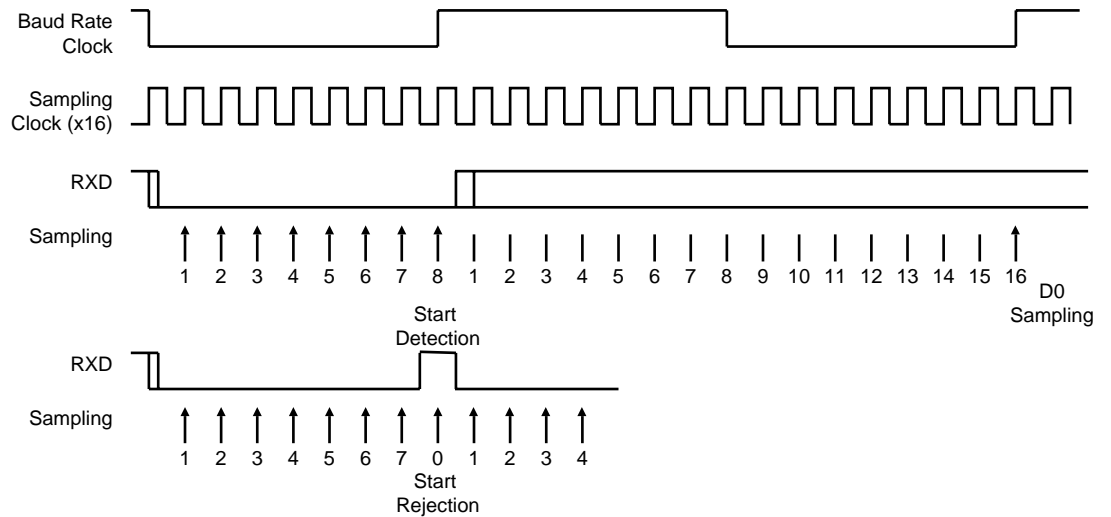 Baud Rate
Clock
Sampling
Clock (x16)
RXD
Sampling
1 2 3 4 5 6 7 8 1 2 3 4 5 6 7 8 9 10 11 12 13 14 15 16
D0
Sampling
Start
Detection
RXD
Sampling
1 2 3 4 5 6 7 0 1 2 3 4
Start
Rejection